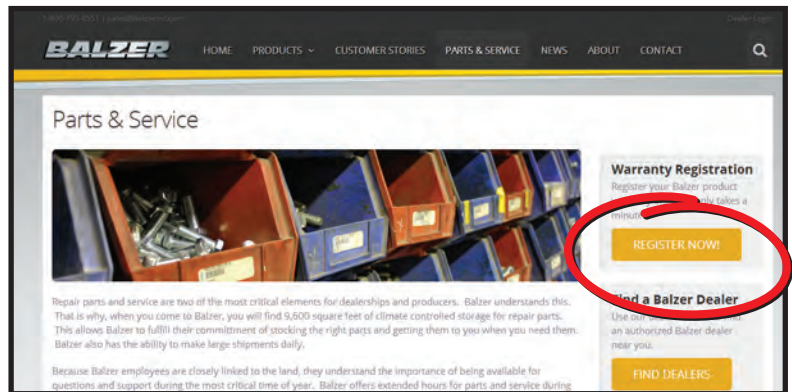 Dealer Login
BALZER
HOME PRODUCTS CUSTOMER STORIES PARTS & SERVICE NEWS ABOUT CONTACT
Parts & Service
Repair parts and service are two of the most critical elements for dealerships and producers. Balzer understands this.
That is why, when you come to Balzer, you will find 9,600 square feet of climate controlled storage for repair parts.
This allows Balzer to fulfill their committment of stocking the right parts and getting them to you when you need them.
Balzer also has the ability to make large shipments daily.
Because Balzer employees are closely linked to the land, they understand the importance of being available for
questions and support during the most critical time of year. Balzer offers extended hours for parts and service during
Warranty Registration
Register your Balzer product
only takes a
REGISTER NOW!
Find a Balzer Dealer
Use our
an authorized Balzer dealer
near you.
FIND DEALERS